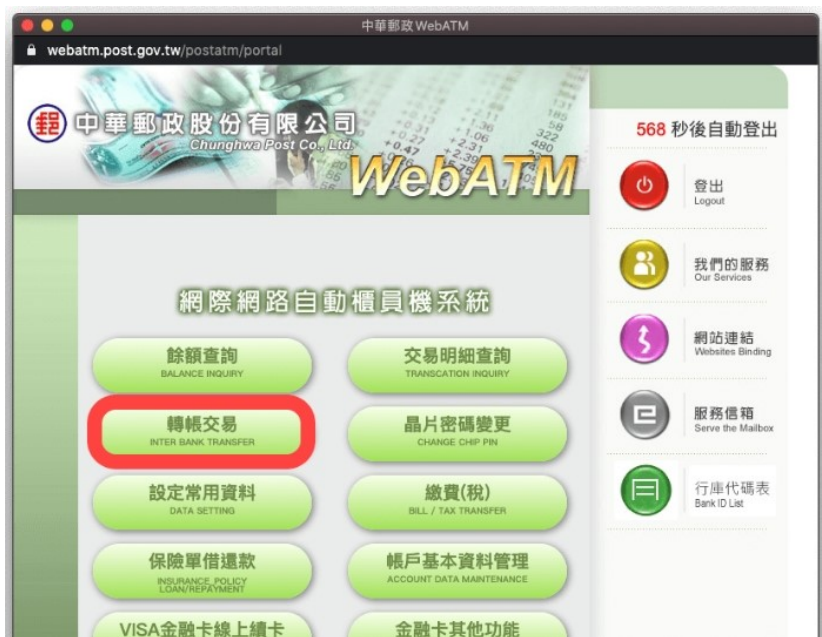 中華郵政WebATM
webatm.post.gov.tw/postatm/portal
中華郵政股份有限公司
Chunghwa Post Co., Ltd.
WebATM
568 秒後自動登出
登出
Logout
我們的服務
Our Services
網站連結
Websites Binding
服務信箱
Serve the Mailbox
行庫代碼表
Bank ID List
網際網路自動櫃員機系統
餘額查詢
BALANCE INQUIRY
交易明細查詢
TRANSCATION INQUIRY
轉帳交易
INTER BANK TRANSFER
晶片密碼變更
CHANGE CHIP PIN
設定常用資料
DATA SETTING
繳費(稅)
BILL / TAX TRANSFER
保險單借還款
INSURANCE_POLICY
LOAN/REPAYMENT
帳戶基本資料管理
ACCOUNT DATA MAINTENANCE
VISA金融卡線上續卡
金融卡其他功能